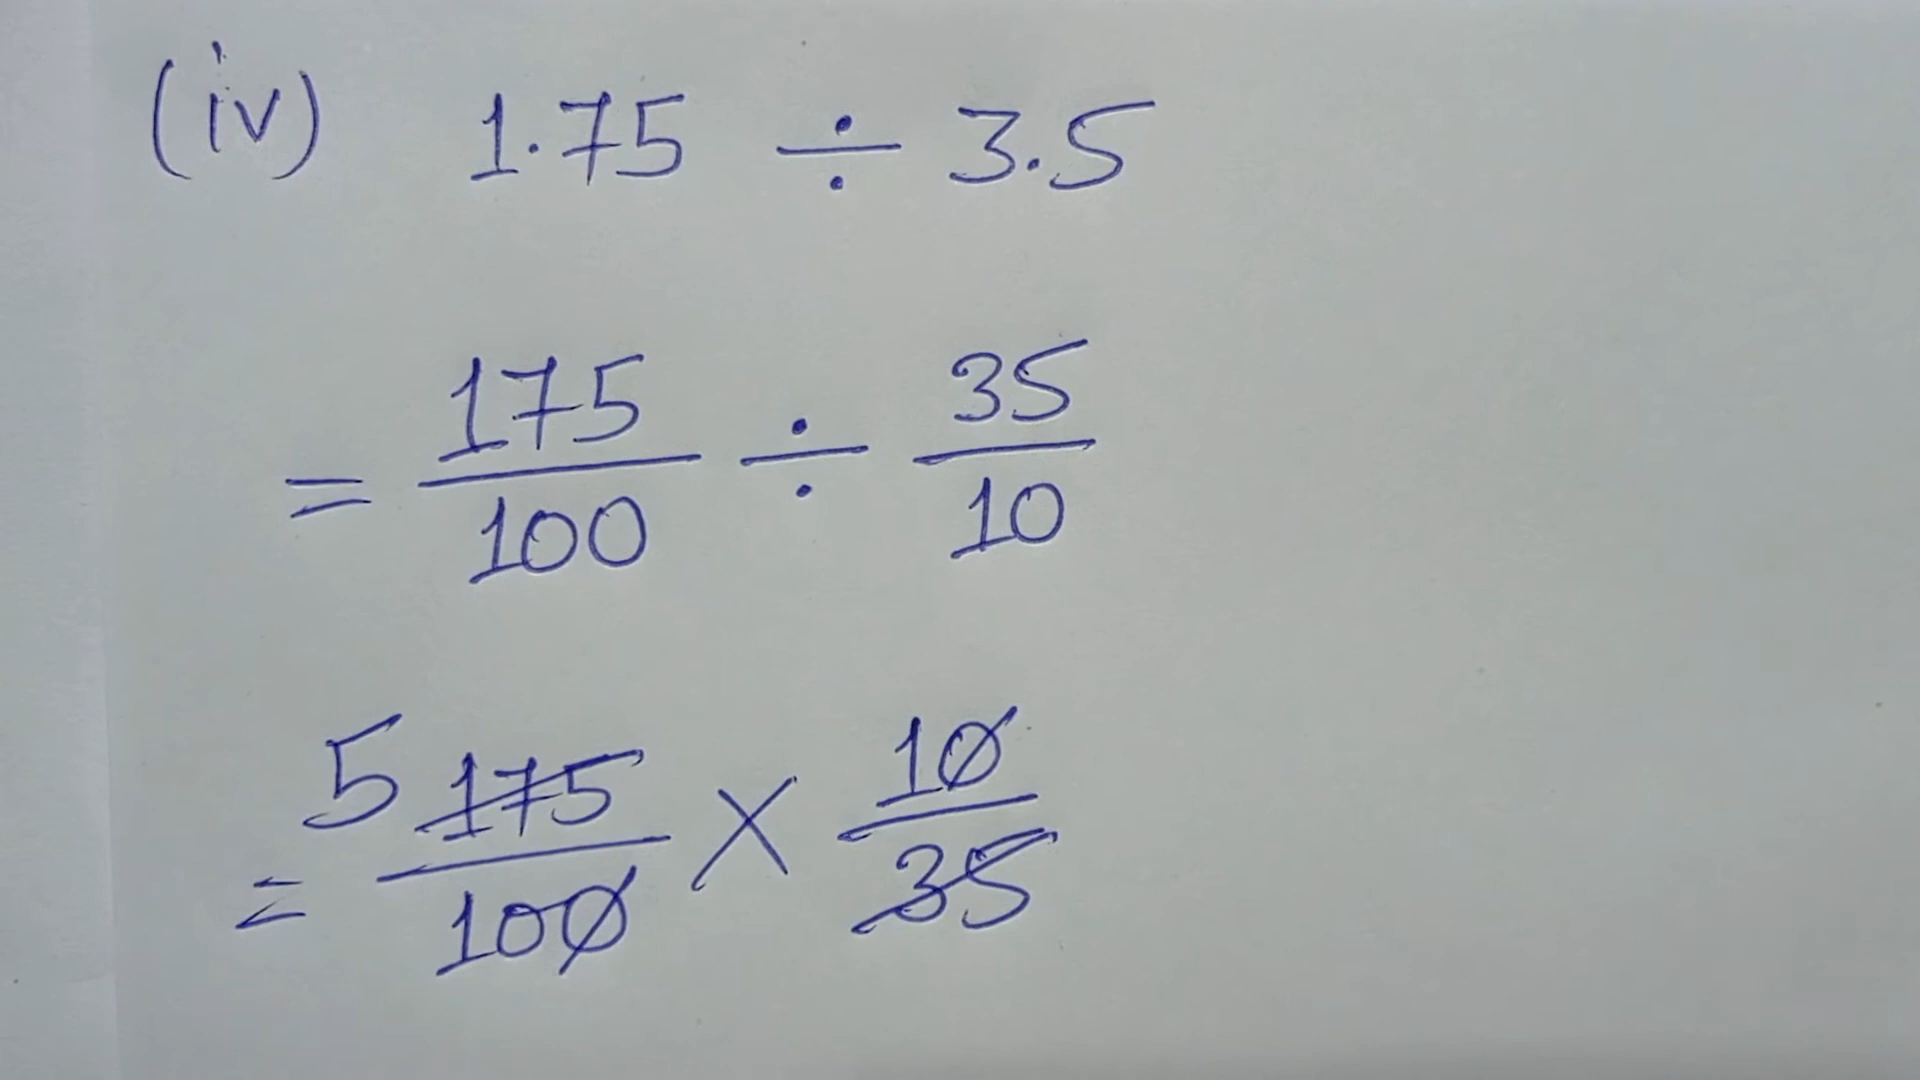 (iv) 1.75 ÷ 3.5
= 175/100 ÷ 35/10
= 5 175/100 × 10/35